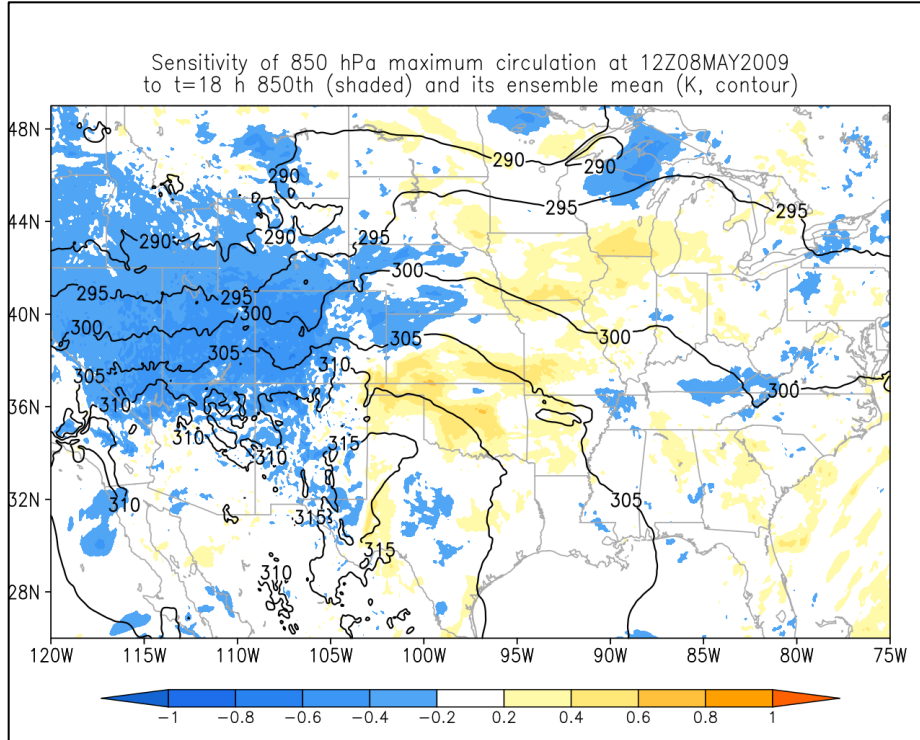 Sensitivity of 850 hPa maximum circulation at 12Z08MAY2009
to t=18 h 850th (shaded) and its ensemble mean (K, contour)
48N
290
290
290
44N
295
295
290
290
295
300
295
295
40N
300
300
305
305
310
305
300
310
36N
310
315
310
32N
310
305
315
315
28N
310
120W 115W 110W 105W 100W 95W 90W 85W 80W 75W
-1 -0.8 -0.6 -0.4 -0.2 0.2 0.4 0.6 0.8 1